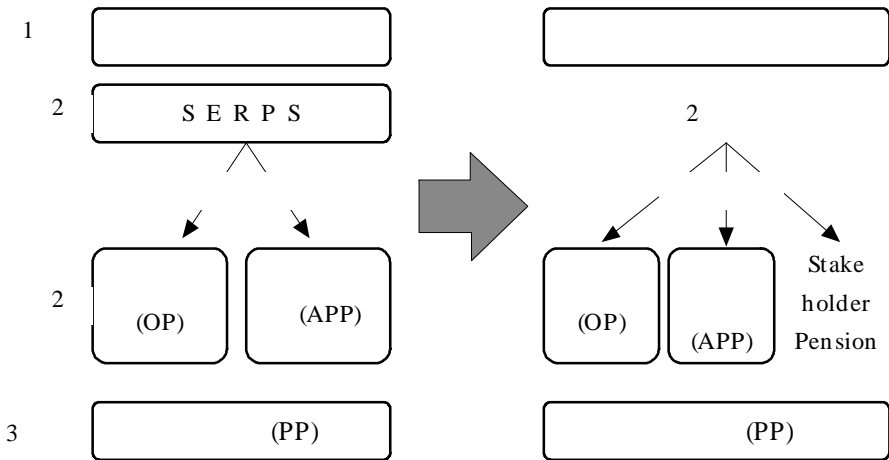 1
2 S E R P S 2
2 (OP) (APP) (OP) (APP) Stake
holder
Pension
3 (PP) (PP)